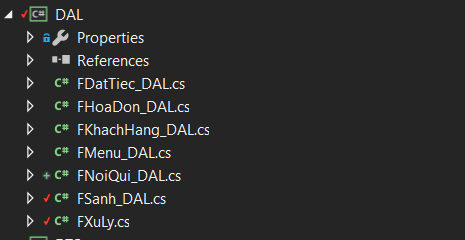 C# DAL
Properties
References
C# FDatTiec_DAL.cs
C# FHoaDon_DAL.cs
C# FKhachHang_DAL.cs
C# FMenu_DAL.cs
C# FNoiQui_DAL.cs
C# FSanh_DAL.cs
C# FXuLy.cs